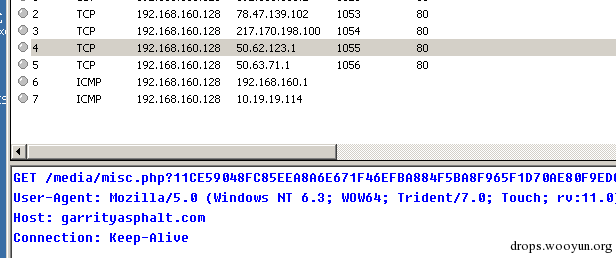 2 TCP 192.168.160.128 78.47.139.102 1053 80
3 TCP 192.168.160.128 217.170.198.100 1054 80
4 TCP 192.168.160.128 50.62.123.1 1055 80
5 TCP 192.168.160.128 50.63.71.1 1056 80
6 ICMP 192.168.160.128 192.168.160.1
7 ICMP 192.168.160.128 10.19.19.114
GET /media/misc.php?11CE59048FC85EEA8A6E671F46EFBA884F5BA8F965F1D70AE80F9ED
User-Agent: Mozilla/5.0 (Windows NT 6.3; WOW64; Trident/7.0; Touch; rv:11.0)
Host: garrityasphalt.com
Connection: Keep-Alive
drops.wooyun.org